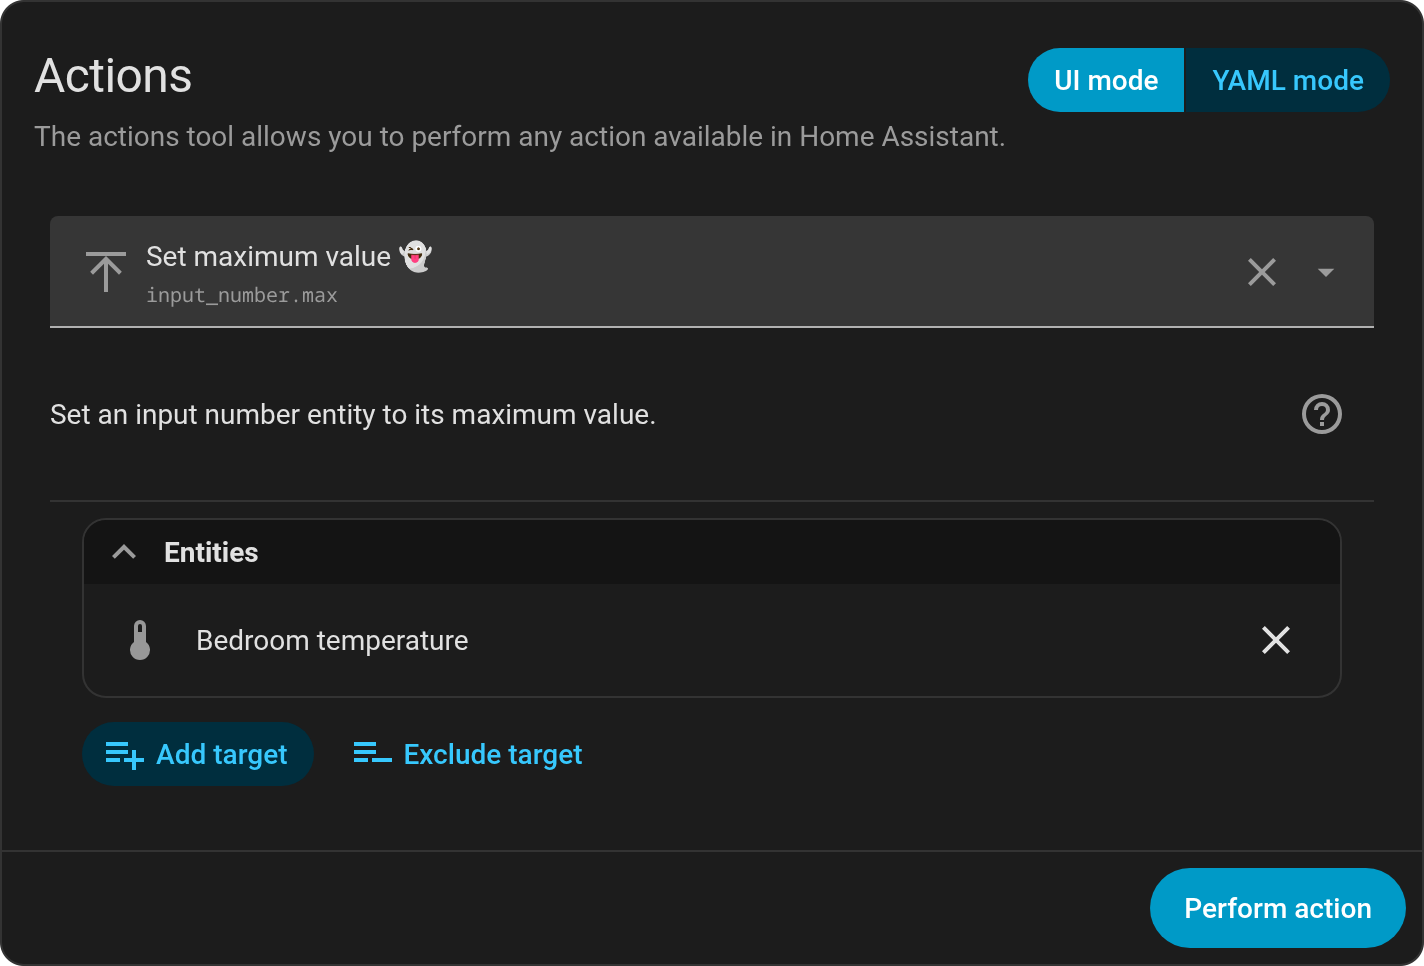 Actions
UI mode
YAML mode
The actions tool allows you to perform any action available in Home Assistant.
Set maximum value 👻
input_number.max
Set an input number entity to its maximum value.
Entities
Bedroom temperature
Add target
Exclude target
Perform action